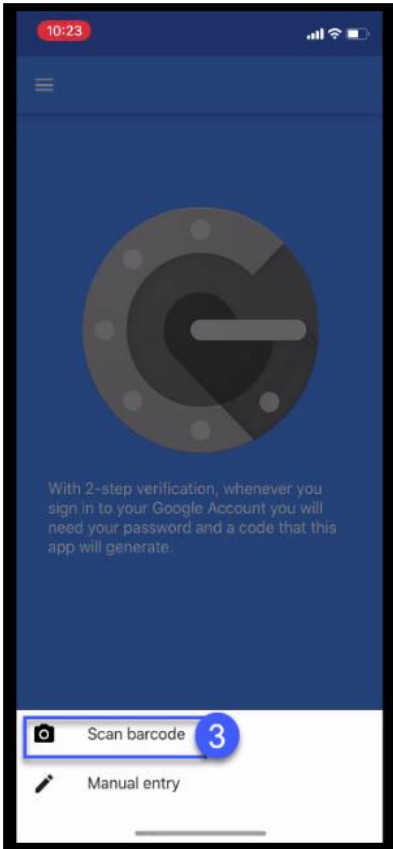 10:23
With 2-step verification, whenever you
sign in to your Google Account you will
need your password and a code that this
app will generate.
Scan barcode 3
Manual entry